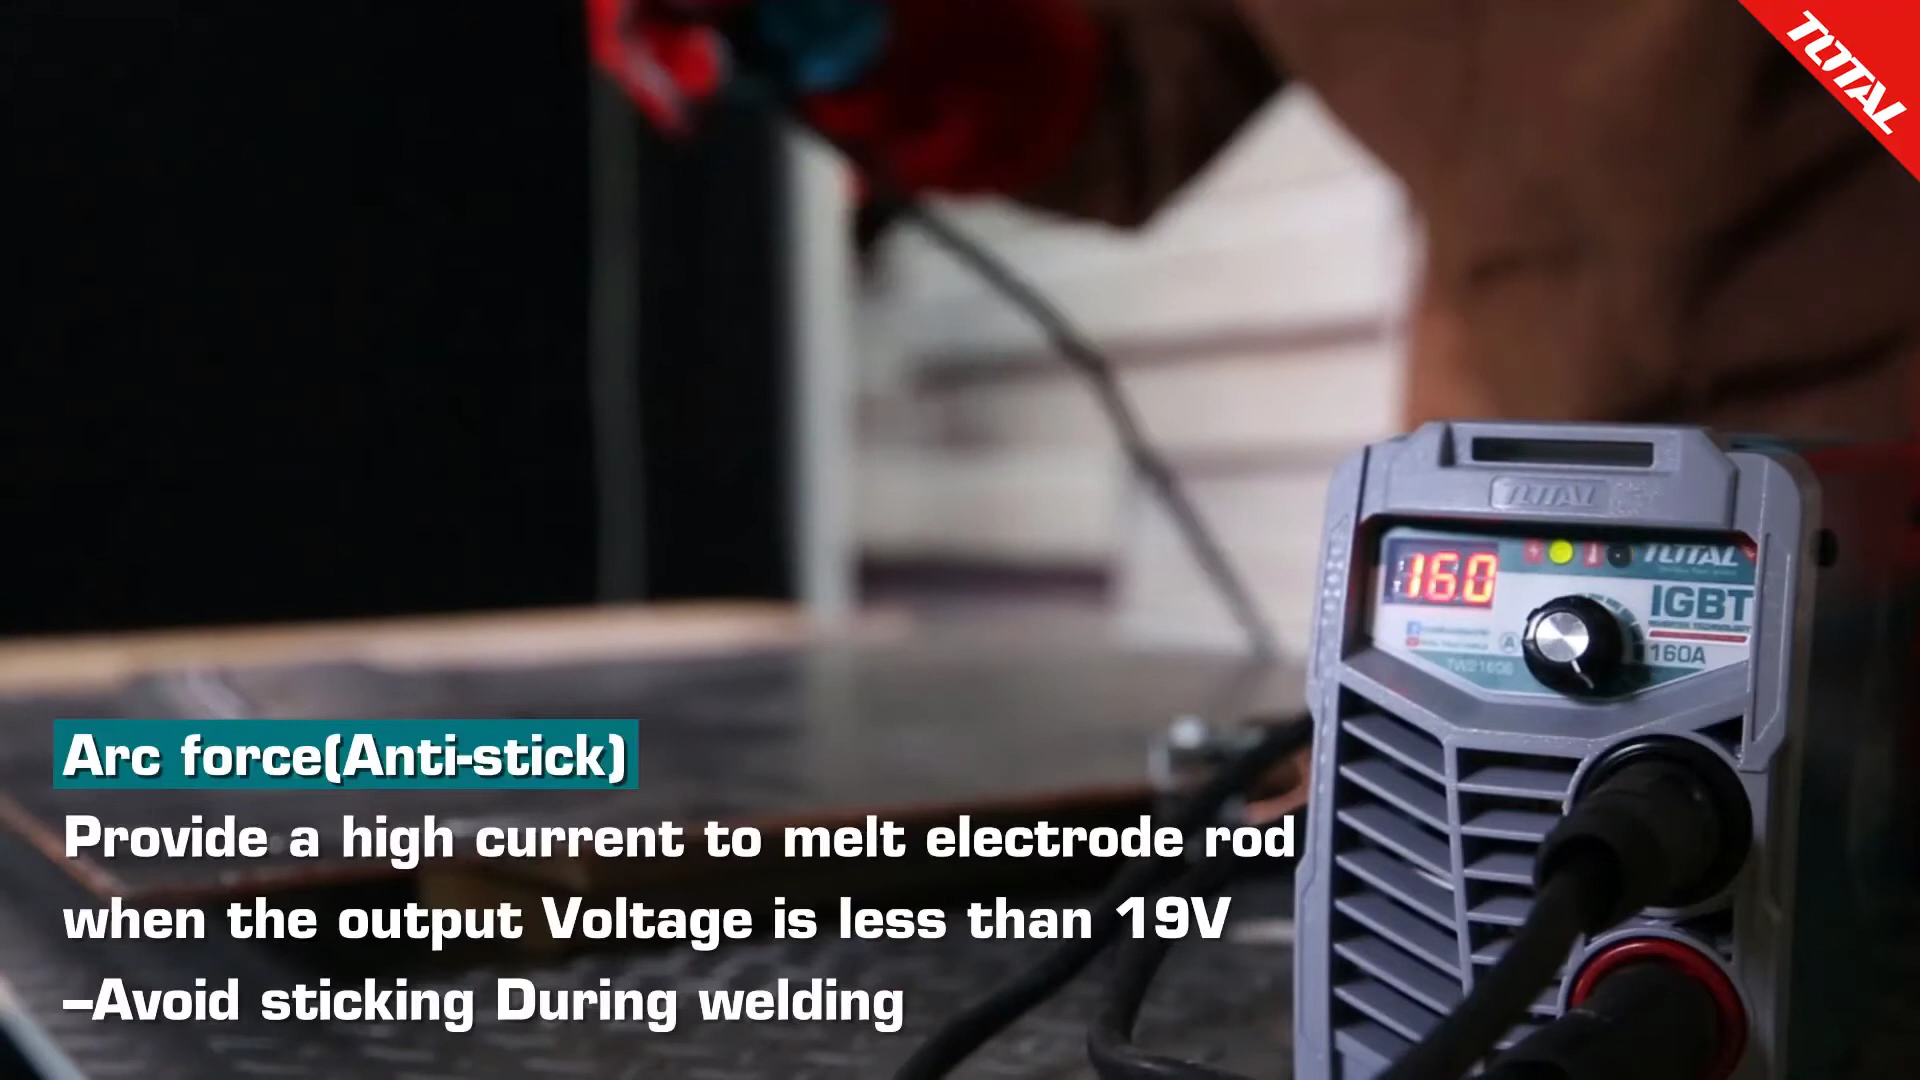 TOTAL
Arc force(Anti-stick)
Provide a high current to melt electrode rod
when the output Voltage is less than 19V
–Avoid sticking During welding
TOTAL
160
TOTAL
IGBT
160A